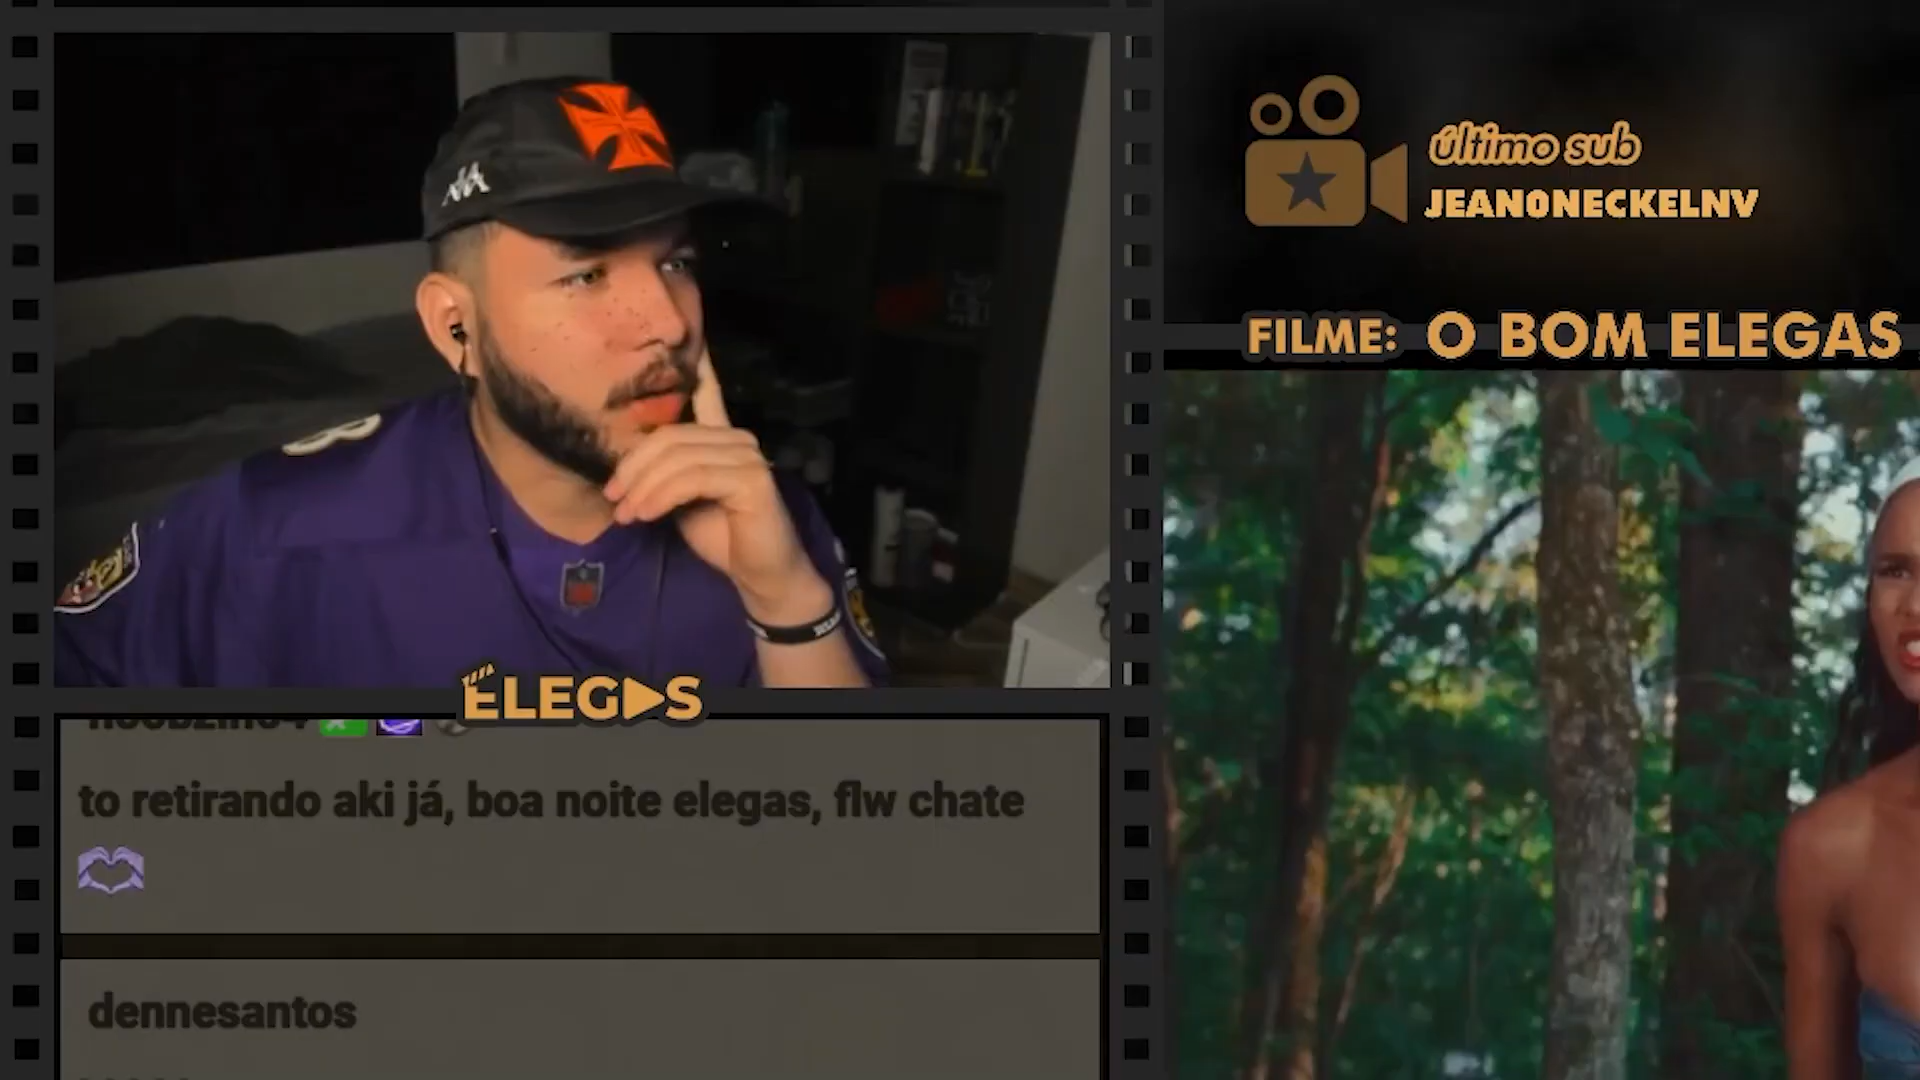 último sub
JEANONECKELNV
FILME: O BOM ELEGAS
ELEGAS
to retirando aki já, boa noite elegas, flw chate
dennesantos